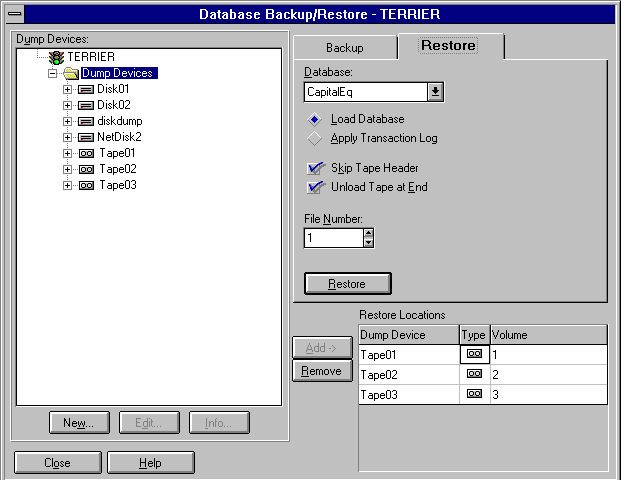 Database Backup/Restore - TERRIER
Dump Devices:
TERRIER
Dump Devices
Disk01
Disk02
diskdump
NetDisk2
Tape01
Tape02
Tape03
New...
Edit...
Info...
Close
Help
Backup
Restore
Database:
CapitalEq
Load Database
Apply Transaction Log
Skip Tape Header
Unload Tape at End
File Number:
1
Restore
Add ->
Remove
Restore Locations
Dump Device Type Volume
Tape01 1
Tape02 2
Tape03 3